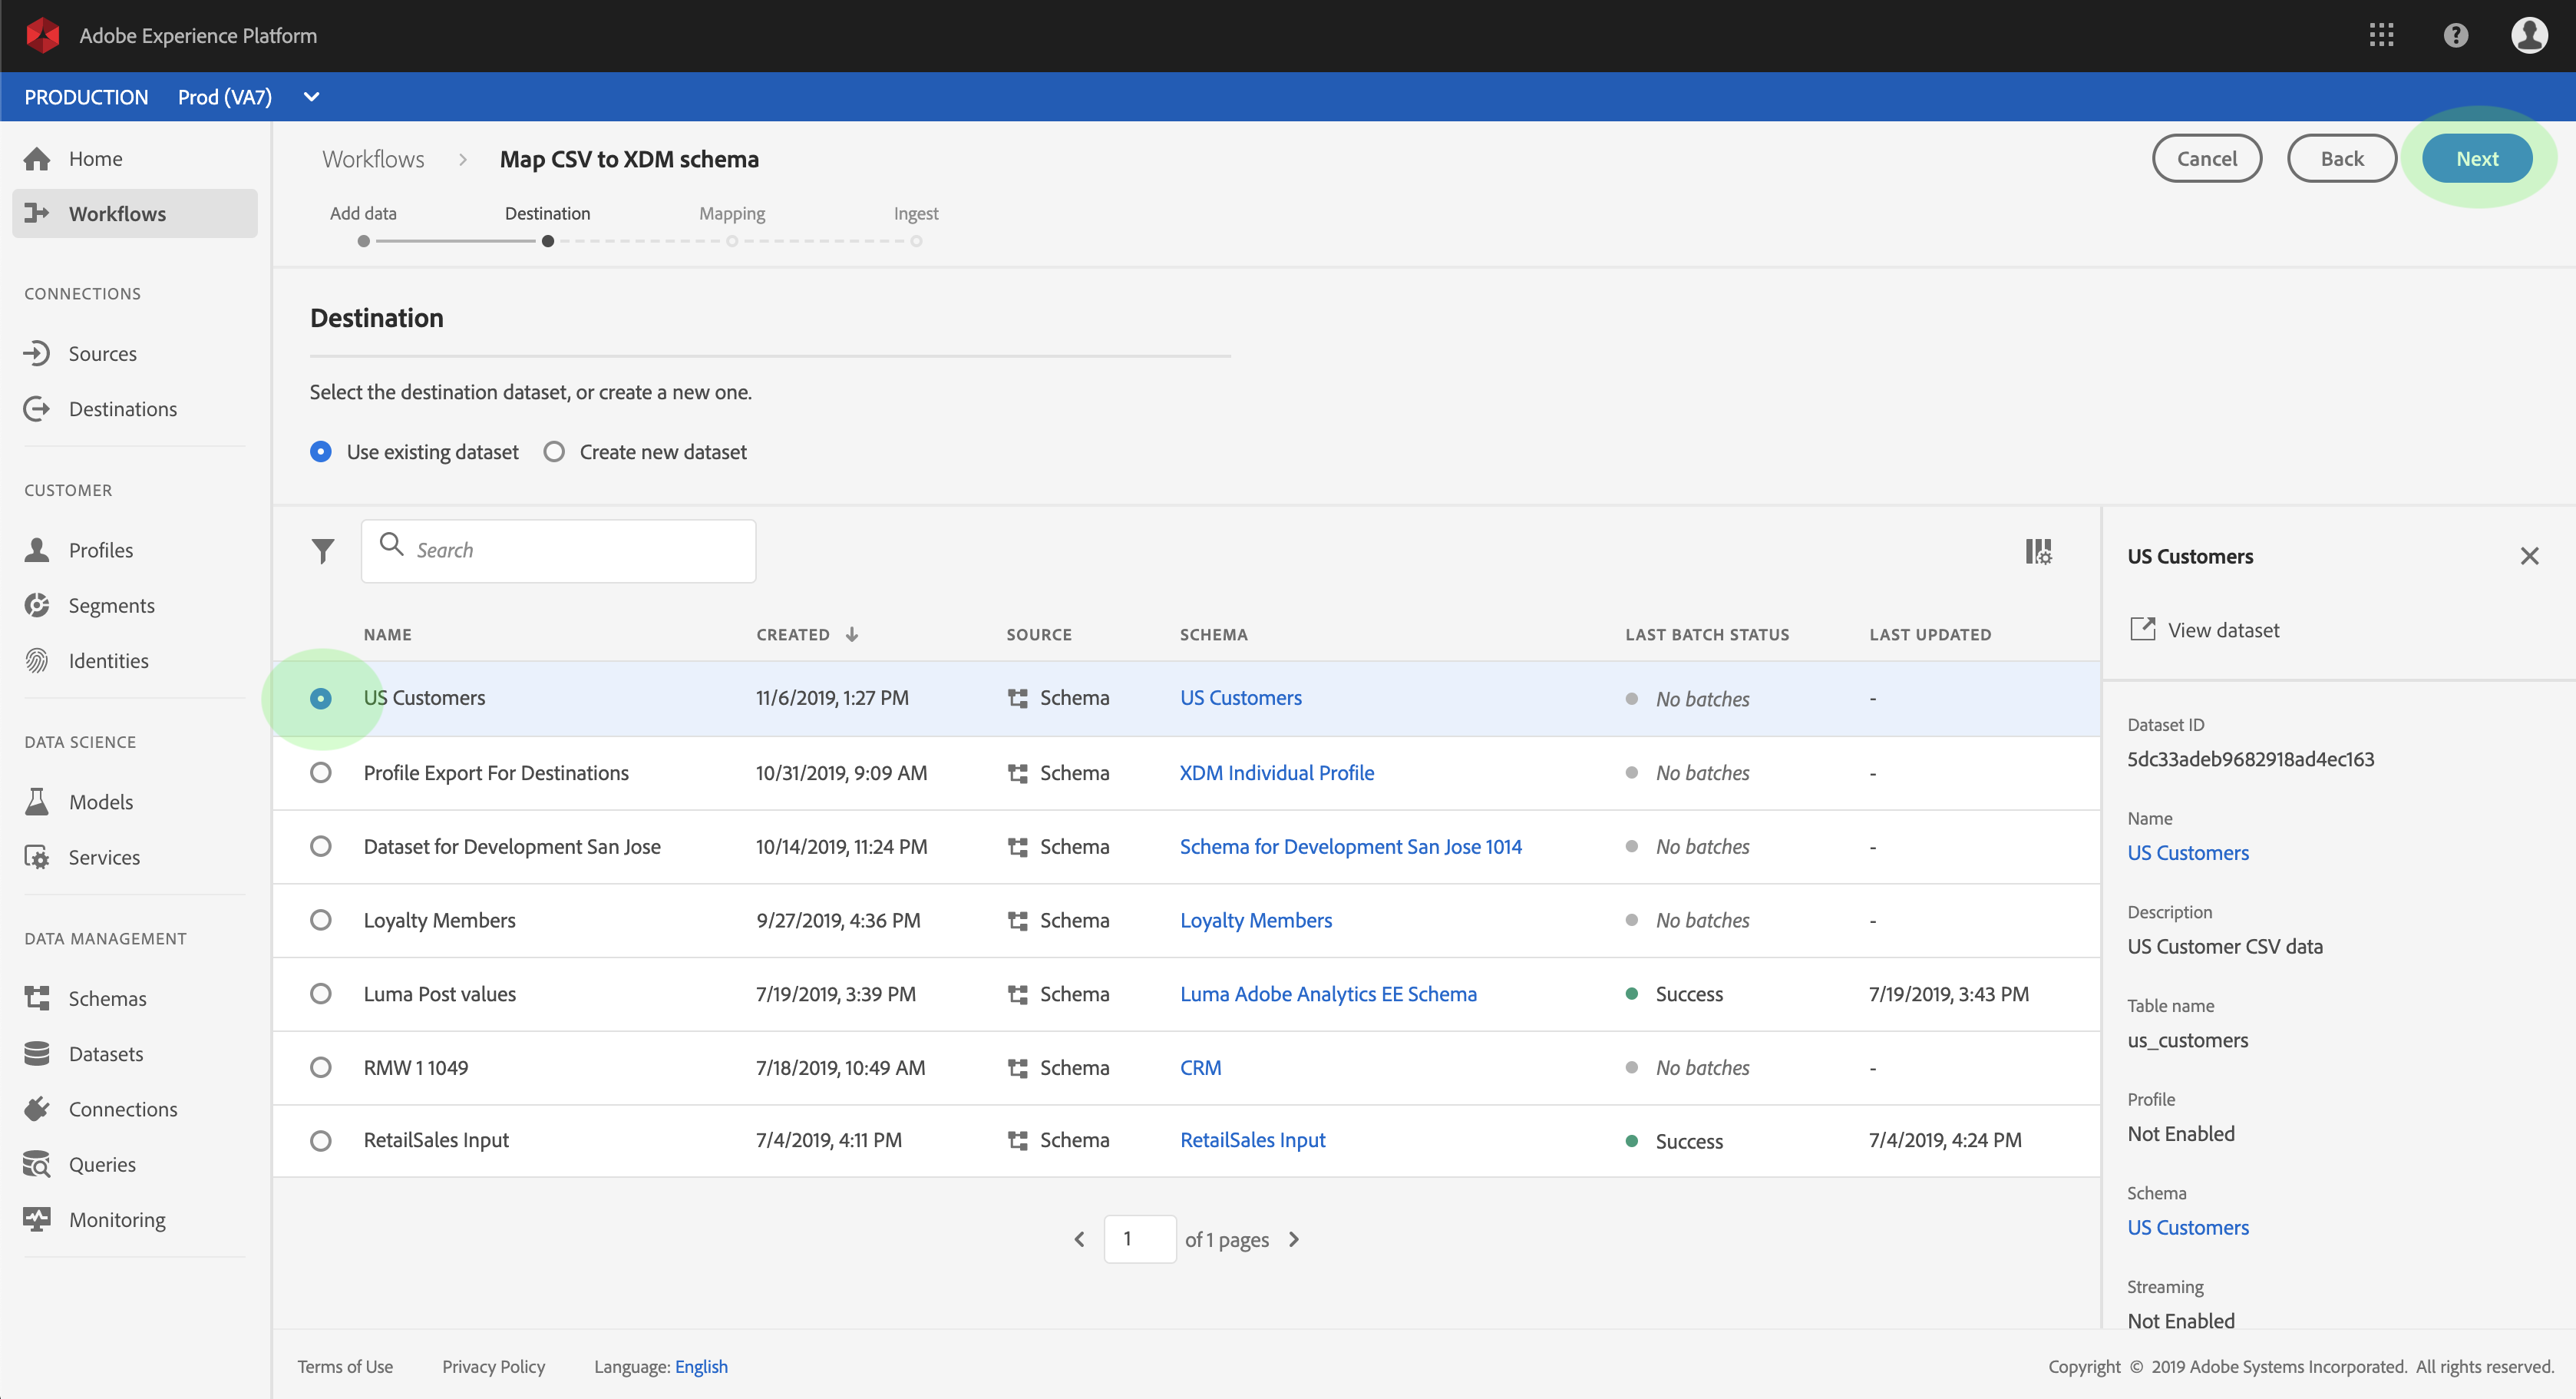 Adobe Experience Platform
PRODUCTION Prod (VA7)
Home
Workflows
CONNECTIONS
Sources
Destinations
CUSTOMER
Profiles
Segments
Identities
DATA SCIENCE
Models
Services
DATA MANAGEMENT
Schemas
Datasets
Connections
Queries
Monitoring
Workflows > Map CSV to XDM schema
Cancel Back Next
Add data Destination Mapping Ingest
Destination
Select the destination dataset, or create a new one.
Use existing dataset Create new dataset
Search
NAME CREATED SOURCE SCHEMA LAST BATCH STATUS LAST UPDATED
US Customers 11/6/2019, 1:27 PM Schema US Customers No batches -
Profile Export For Destinations 10/31/2019, 9:09 AM Schema XDM Individual Profile No batches -
Dataset for Development San Jose 10/14/2019, 11:24 PM Schema Schema for Development San Jose 1014 No batches -
Loyalty Members 9/27/2019, 4:36 PM Schema Loyalty Members No batches -
Luma Post values 7/19/2019, 3:39 PM Schema Luma Adobe Analytics EE Schema Success 7/19/2019, 3:43 PM
RMW 1 1049 7/18/2019, 10:49 AM Schema CRM No batches -
RetailSales Input 7/4/2019, 4:11 PM Schema RetailSales Input Success 7/4/2019, 4:24 PM
1 of 1 pages
US Customers
View dataset
Dataset ID
5dc33adeb9682918ad4ec163
Name
US Customers
Description
US Customer CSV data
Table name
us_customers
Profile
Not Enabled
Schema
US Customers
Streaming
Not Enabled
Terms of Use Privacy Policy Language: English
Copyright © 2019 Adobe Systems Incorporated. All rights reserved.